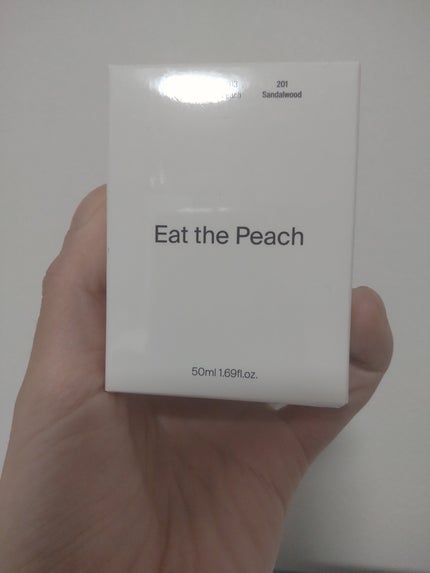 201
Sandalwood
Eat the Peach
50ml 1.69fl.oz.